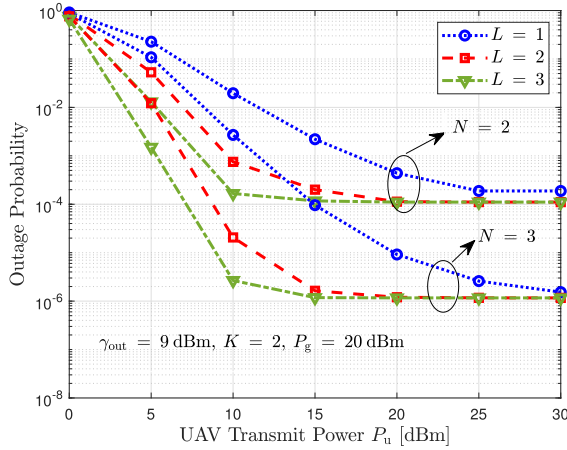 10^0
10^-2
10^-4
10^-6
10^-8
Outage Probability
L = 1
L = 2
L = 3
N = 2
N = 3
γ_out = 9 dBm, K = 2, P_g = 20 dBm
0 5 10 15 20 25 30
UAV Transmit Power P_u [dBm]